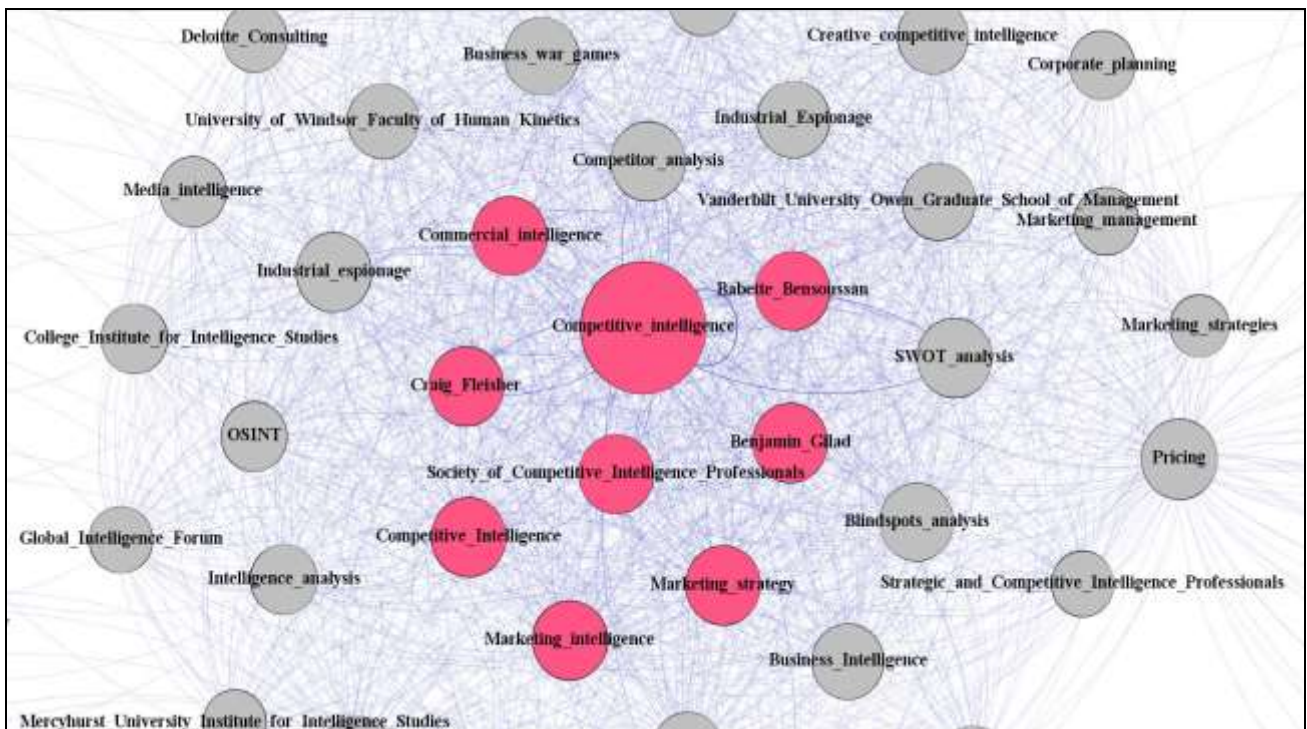 Deloitte_Consulting
Business_war_games
Creative_competitive_intelligence
Corporate_planning
University_of_Windsor_Faculty_of_Human_Kinetics
Industrial_Espionage
Competitor_analysis
Media_intelligence
Vanderbilt_University_Owen_Graduate_School_of_Management
Marketing_management
Commercial_intelligence
Industrial_espionage
Babette_Bensoussan
Competitive_intelligence
Marketing_strategies
College_Institute_for_Intelligence_Studies
SWOT_analysis
Craig_Fleisher
OSINT
Benjamin_Gilad
Pricing
Society_of_Competitive_Intelligence_Professionals
Blindspots_analysis
Competitive_Intelligence
Global_Intelligence_Forum
Intelligence_analysis
Marketing_strategy
Strategic_and_Competitive_Intelligence_Professionals
Marketing_intelligence
Business_Intelligence
Mercyhurst_University_Institute_for_Intelligence_Studies